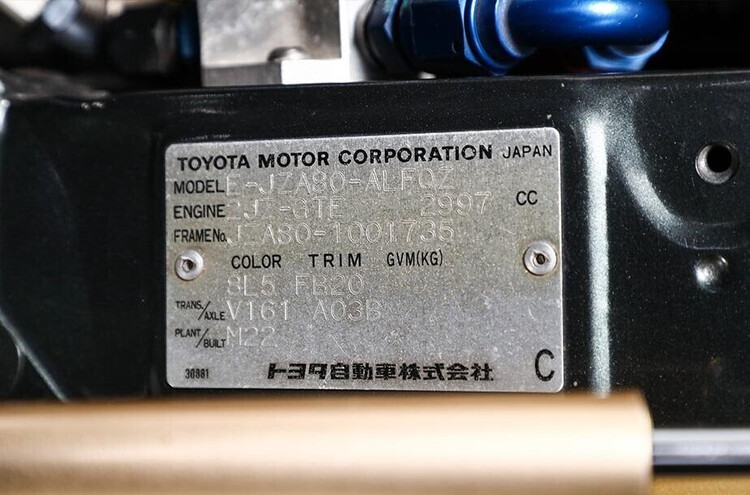 TOYOTA MOTOR CORPORATION JAPAN
MODEL E-JZA80-ALFQZ
ENGINE 2JZ-GTE 2997 CC
FRAME No. JZA80-1001735
COLOR TRIM GVM(KG)
8L5 FB20
TRANS./AXLE V161 A03B
PLANT/BUILT M22
30881 トヨタ自動車株式会社 C